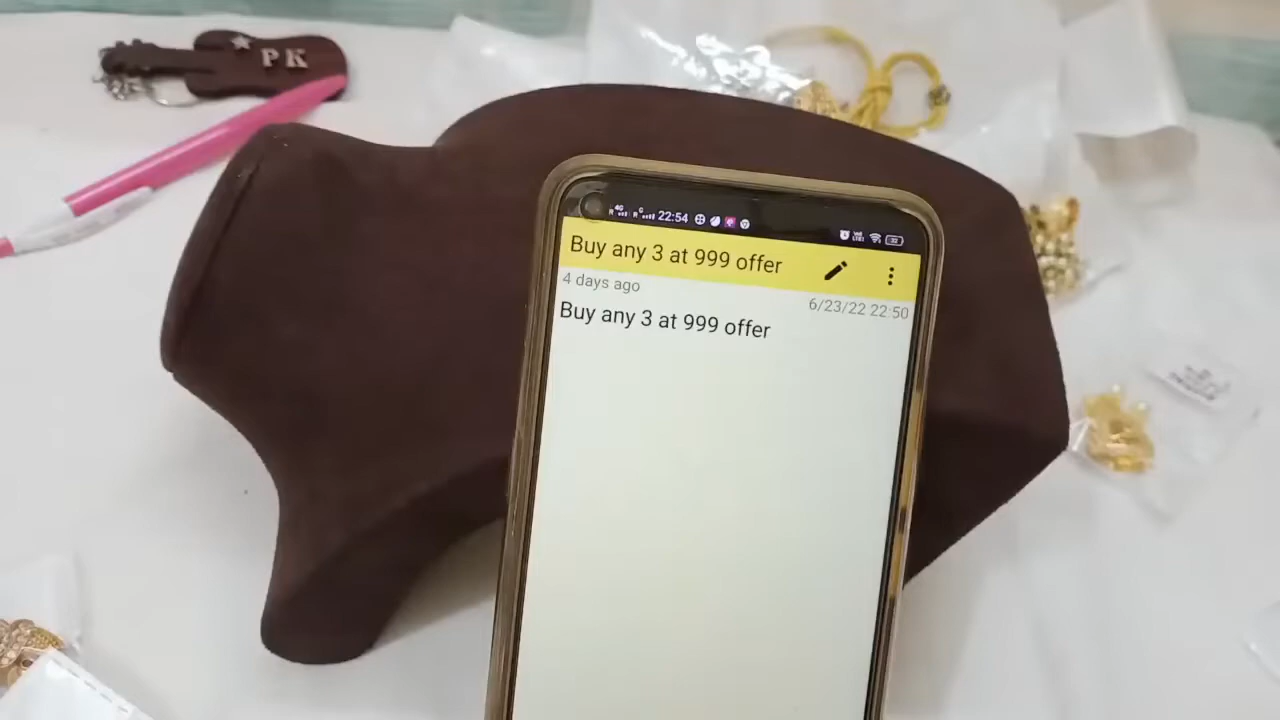 PK
4G
R
G
R
22:54
Buy any 3 at 999 offer
4 days ago
6/23/22 22:50
Buy any 3 at 999 offer